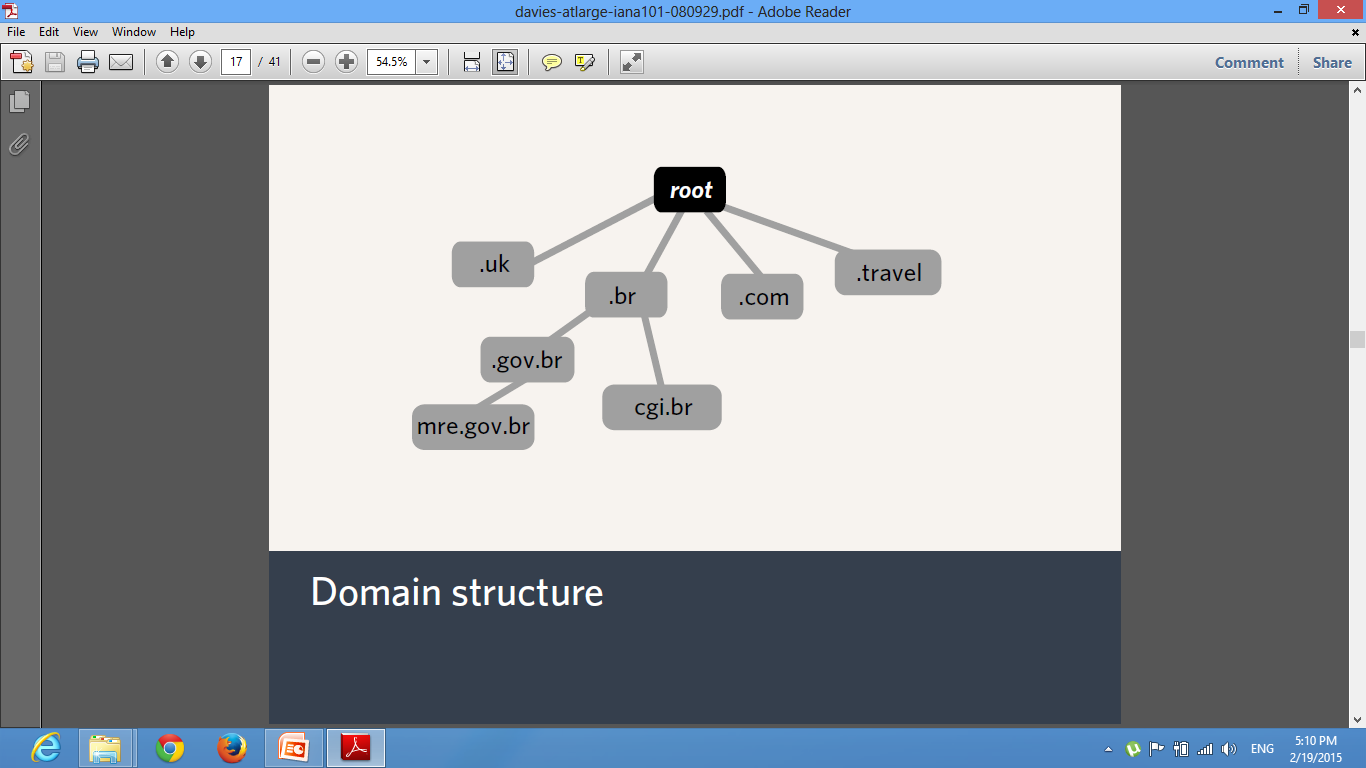 davies-atlarge-iana101-080929.pdf - Adobe Reader
File Edit View Window Help
17 / 41 54.5% Comment Share
root
.uk
.travel
.br
.com
.gov.br
cgi.br
mre.gov.br
Domain structure
ENG
5:10 PM
2/19/2015